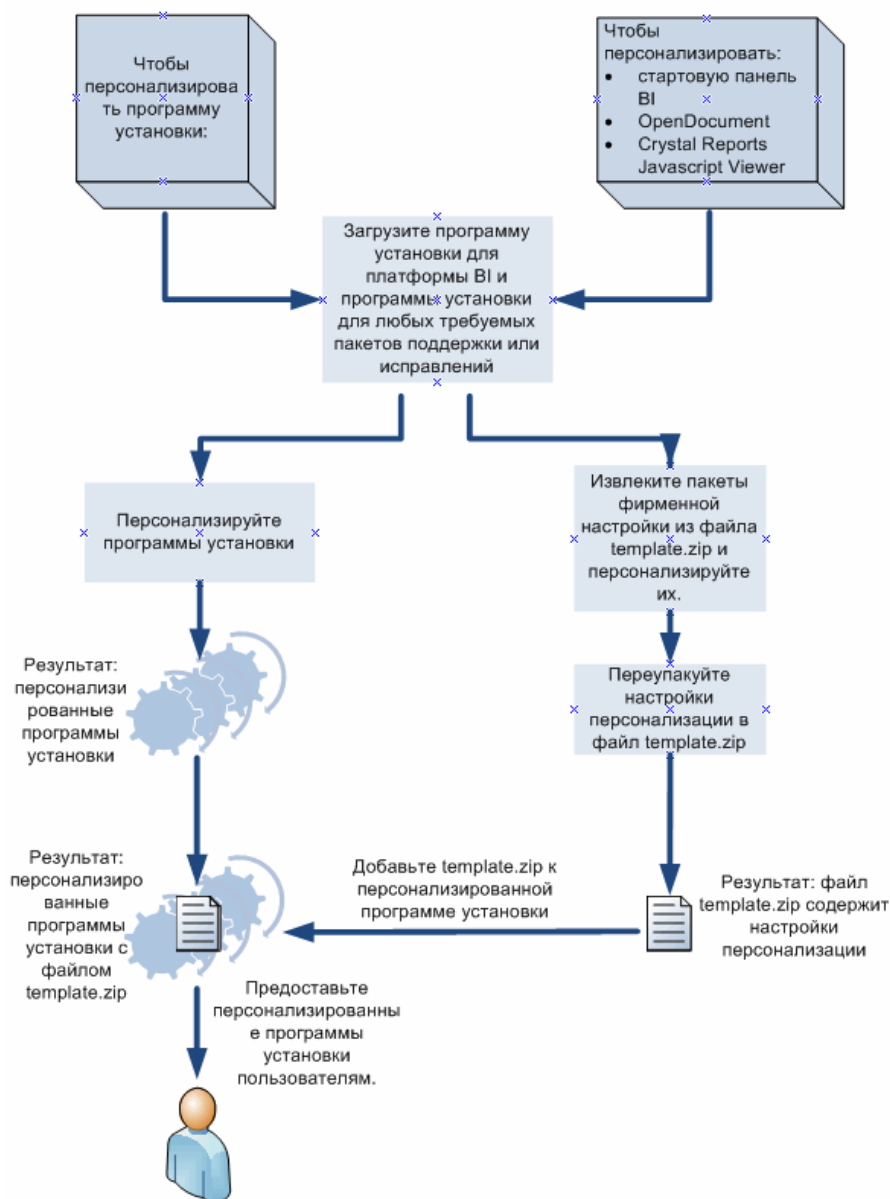 Чтобы
персонализирова
ть программу
установки:
Чтобы
персонализировать:
• стартовую панель
BI
• OpenDocument
• Crystal Reports
Javascript Viewer
Загрузите программу
установки для
платформы BI и
программы установки
для любых требуемых
пакетов поддержки или
исправлений
Персонализируйте
программы установки
Извлеките пакеты
фирменной
настройки из файла
template.zip и
персонализируйте
их.
Результат:
персонализи
рованные
программы
установки
Переупакуйте
настройки
персонализации в
файл template.zip
Результат:
персонализиро
ванные
программы
установки с
файлом
template.zip
Добавьте template.zip к
персонализированной
программе установки
Результат: файл
template.zip содержит
настройки
персонализации
Предоставьте
персонализированны
е программы
установки
пользователям.